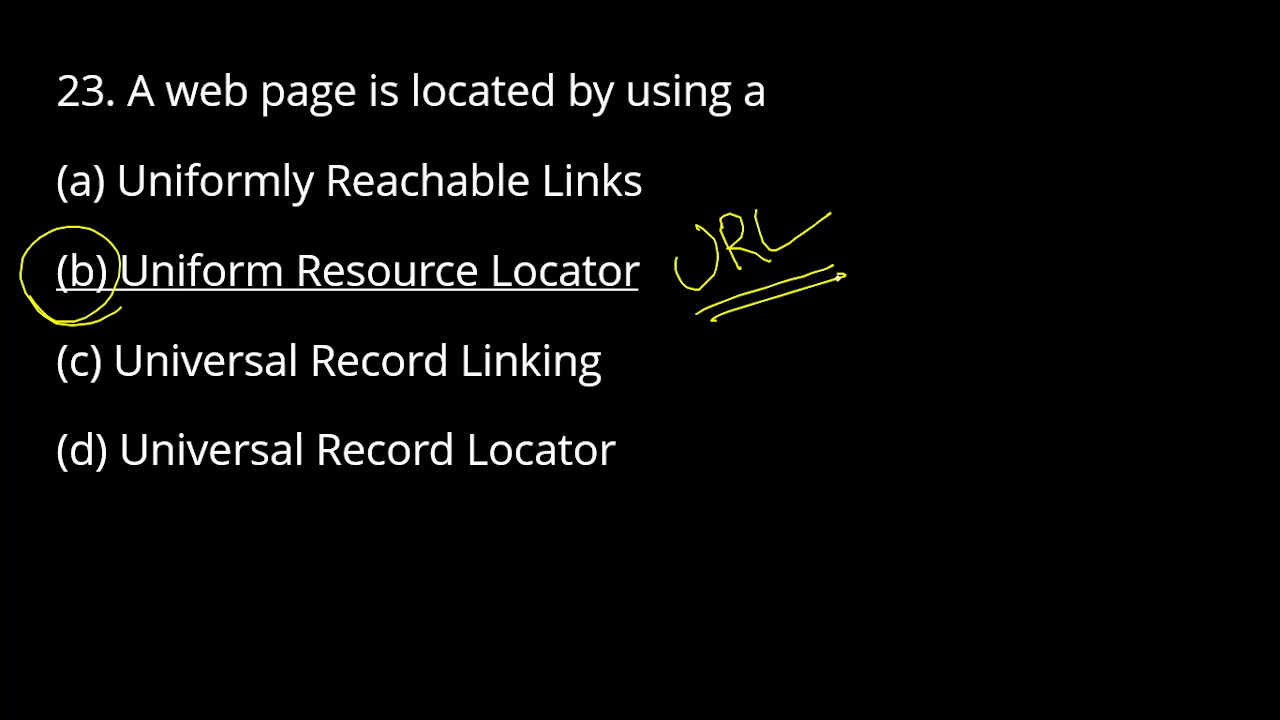 23. A web page is located by using a
(a) Uniformly Reachable Links
(b) Uniform Resource Locator URL
(c) Universal Record Linking
(d) Universal Record Locator